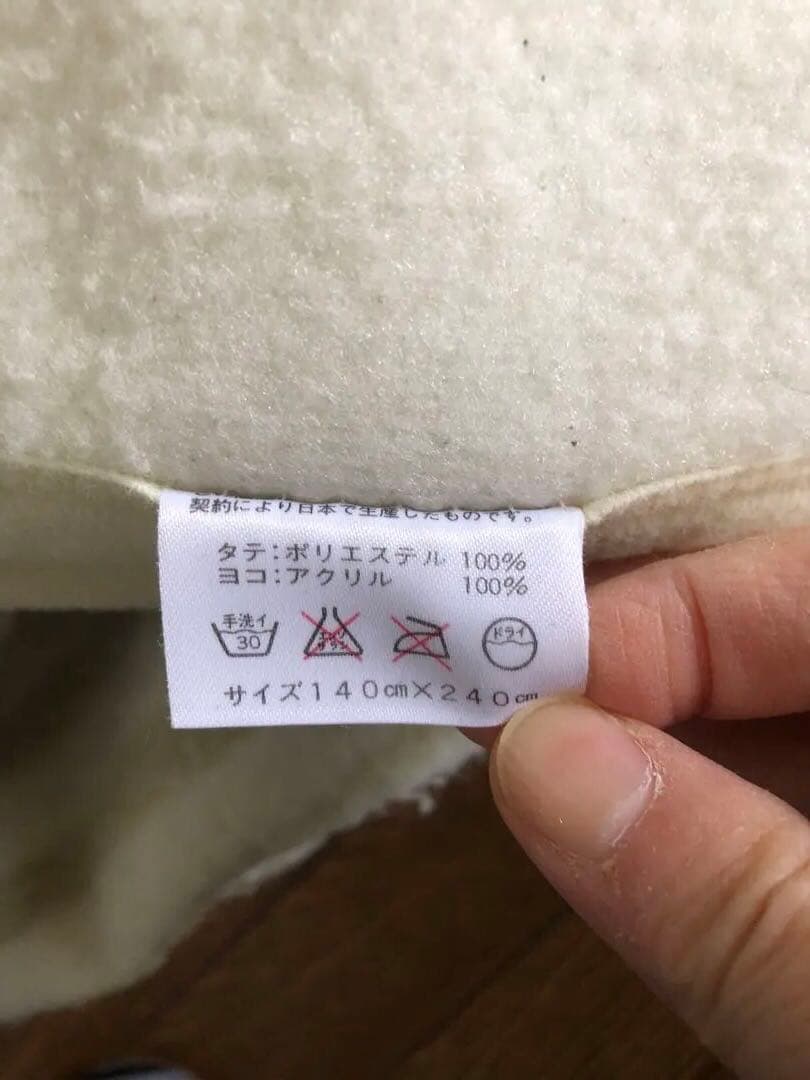 契約により日本で生産したものです。
タテ:ポリエステル 100%
ヨコ:アクリル 100%
手洗イ 30 ドライ
サイズ140cm×240cm